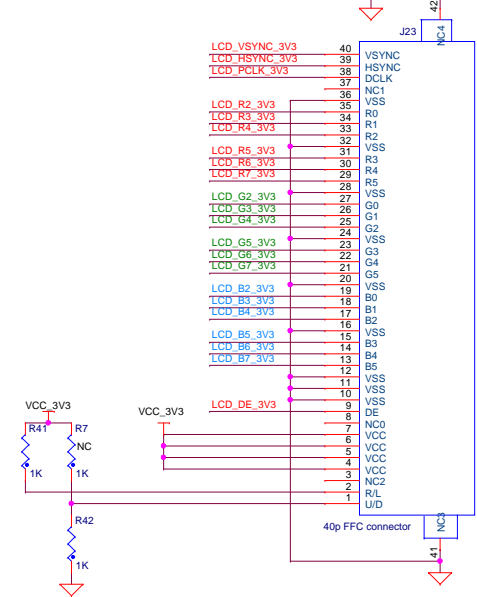 42
J23
NC4
LCD_VSYNC_3V3 40 VSYNC
LCD_HSYNC_3V3 39 HSYNC
LCD_PCLK_3V3 38 DCLK
37 NC1
36 VSS
LCD_R2_3V3 35 R0
LCD_R3_3V3 34 R1
LCD_R4_3V3 33 R2
32 VSS
LCD_R5_3V3 31 R3
LCD_R6_3V3 30 R4
LCD_R7_3V3 29 R5
28 VSS
LCD_G2_3V3 27 G0
LCD_G3_3V3 26 G1
LCD_G4_3V3 25 G2
24 VSS
LCD_G5_3V3 23 G3
LCD_G6_3V3 22 G4
LCD_G7_3V3 21 G5
20 VSS
LCD_B2_3V3 19 B0
LCD_B3_3V3 18 B1
LCD_B4_3V3 17 B2
16 VSS
LCD_B5_3V3 15 B3
LCD_B6_3V3 14 B4
LCD_B7_3V3 13 B5
12 VSS
11 VSS
10 VSS
LCD_DE_3V3 9 DE
8 NC0
7 VCC
6 VCC
5 VCC
4 VCC
3 NC2
2 R/L
1 U/D
VCC_3V3
VCC_3V3
R41
R7
NC
1K
1K
R42
1K
40p FFC connector
NC3
41